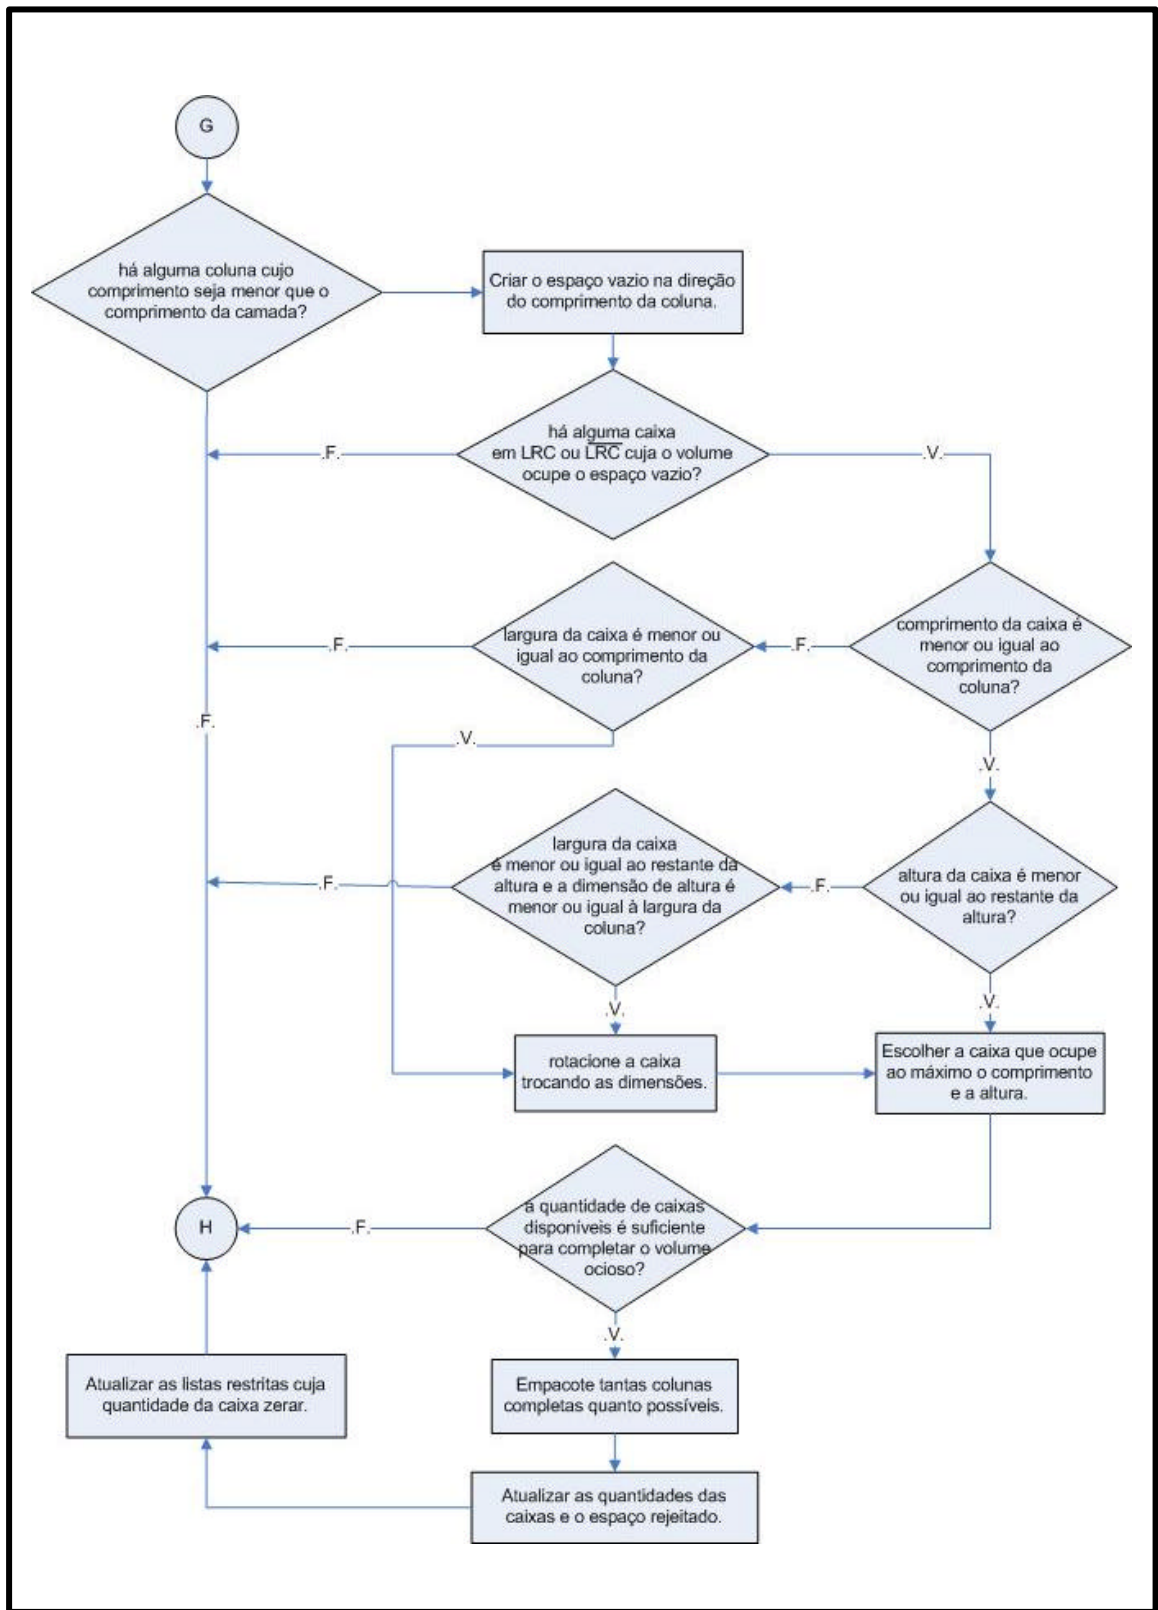 G
há alguma coluna cujo
comprimento seja menor que o
comprimento da camada?
Criar o espaço vazio na direção
do comprimento da coluna.
há alguma caixa
em LRC ou L̅R̅C̅ cuja o volume
ocupe o espaço vazio?
.F.
.V.
largura da caixa é menor ou
igual ao comprimento da
coluna?
.F.
.F.
comprimento da caixa é
menor ou igual ao
comprimento da
coluna?
.F.
.V.
.V.
largura da caixa
é menor ou igual ao restante da
altura e a dimensão de altura é
menor ou igual à largura da
coluna?
.F.
.F.
altura da caixa é menor
ou igual ao restante da
altura?
.V.
.V.
rotacione a caixa
trocando as dimensões.
Escolher a caixa que ocupe
ao máximo o comprimento
e a altura.
a quantidade de caixas
disponíveis é suficiente
para completar o volume
ocioso?
.F.
H
.V.
Empacote tantas colunas
completas quanto possíveis.
Atualizar as listas restritas cuja
quantidade da caixa zerar.
Atualizar as quantidades das
caixas e o espaço rejeitado.